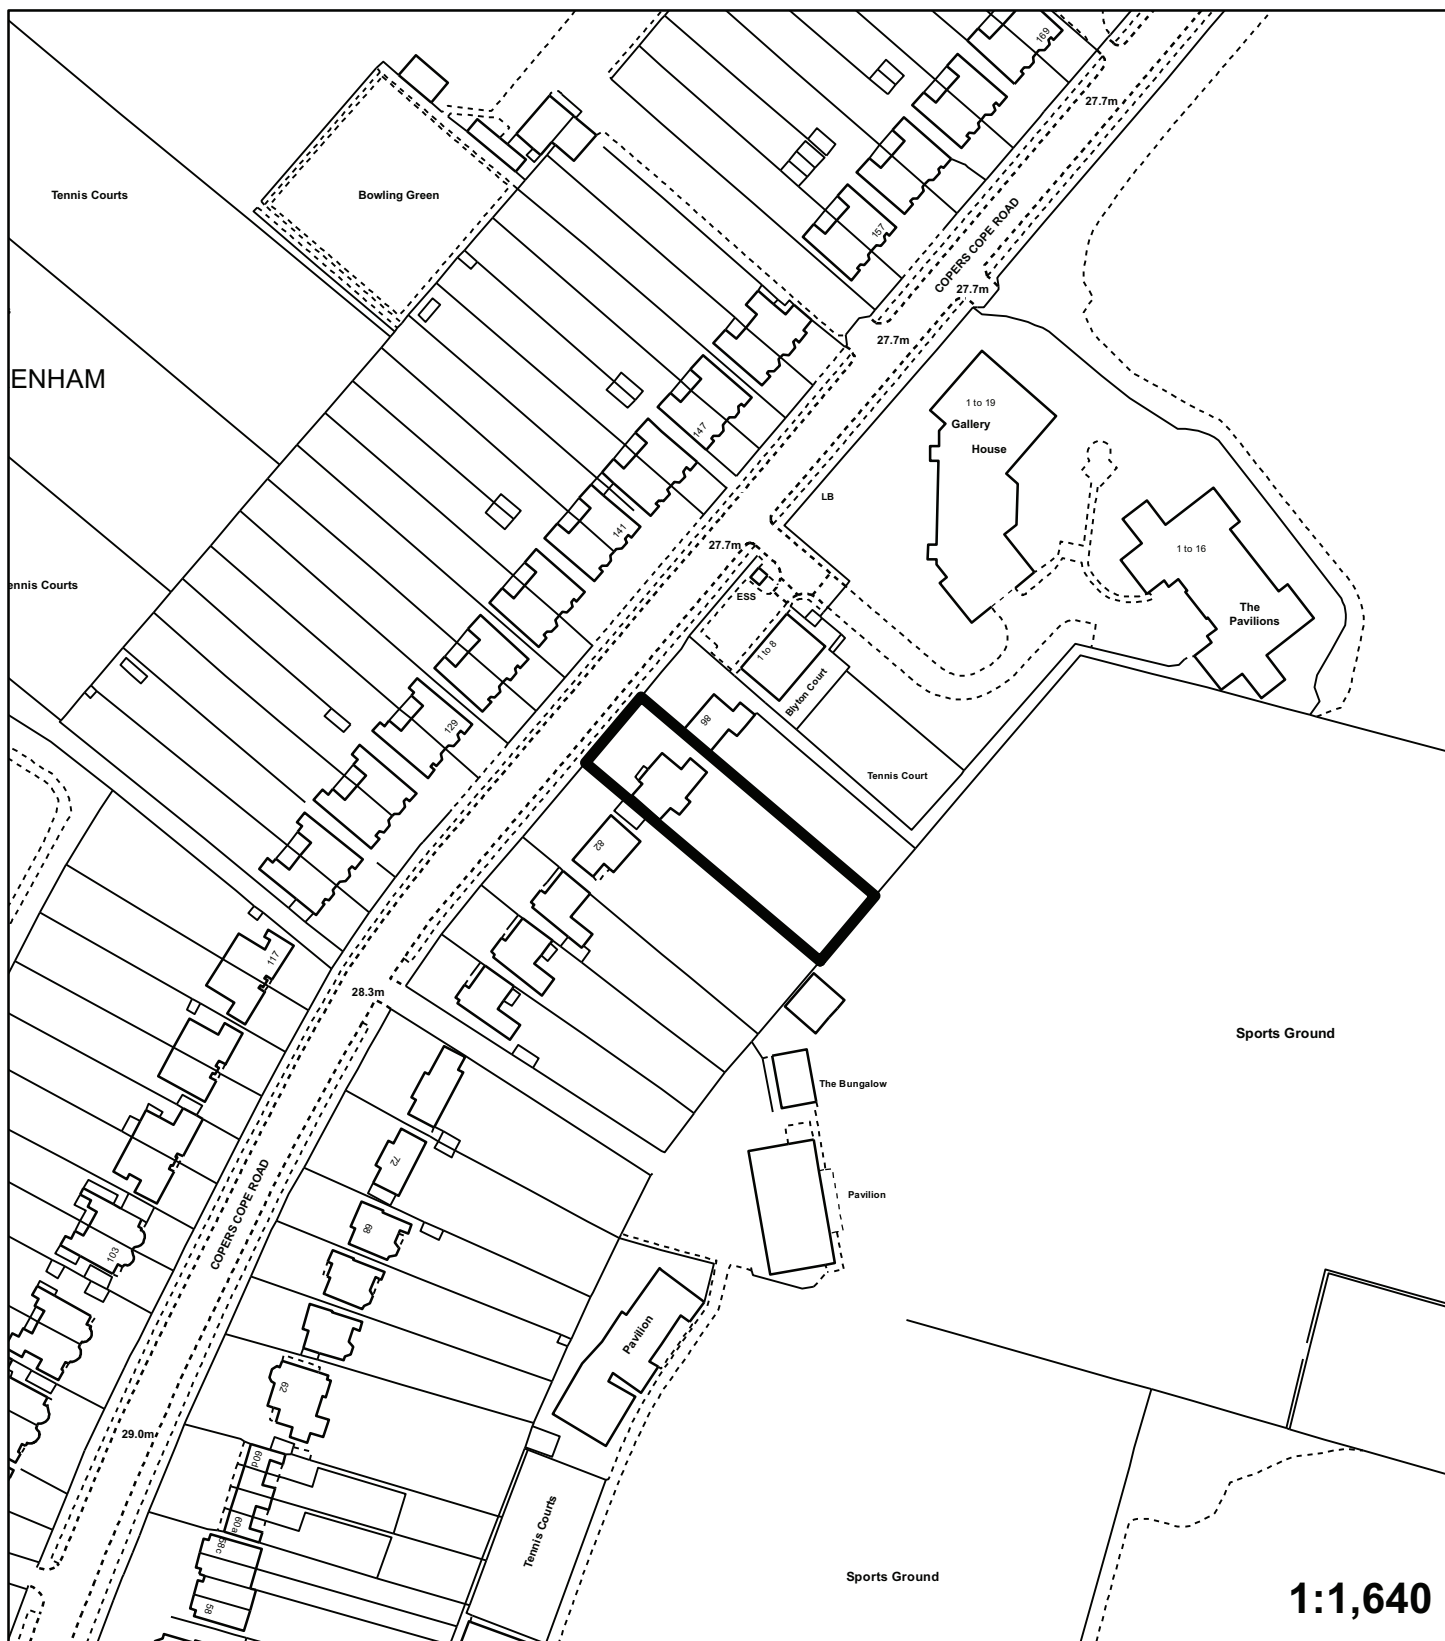 169
27.7m
Tennis Courts
Bowling Green
157
COPERS COPE ROAD
27.7m
27.7m
ENHAM
1 to 19
Gallery
House
147
LB
141
27.7m
1 to 16
ennis Courts
ESS
The
Pavilions
1 to 8
Blyton Court
98
129
Tennis Court
82
117
28.3m
Sports Ground
The Bungalow
72
Pavilion
COPERS COPE ROAD
68
103
Pavilion
62
29.0m
60d
Tennis Courts
60a
58c
Sports Ground
58
1:1,640